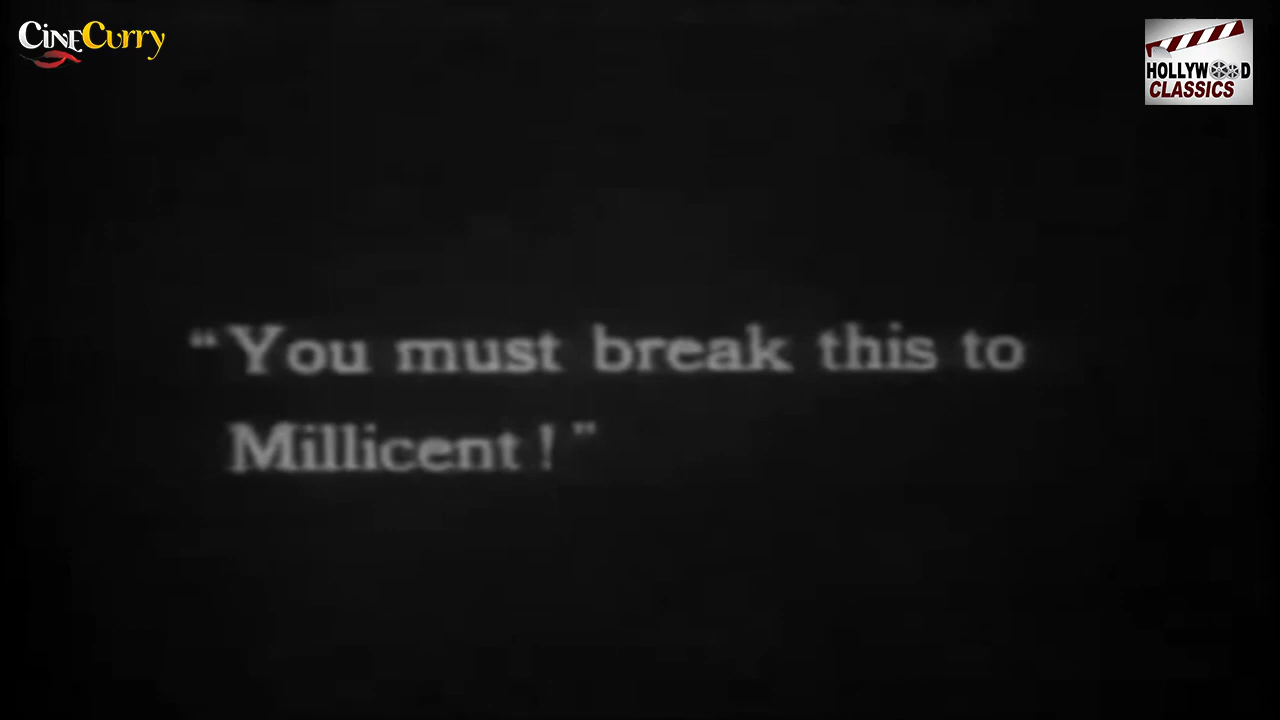 CINECURRY
HOLLYWOOD
CLASSICS
“You must break this to
Millicent!”